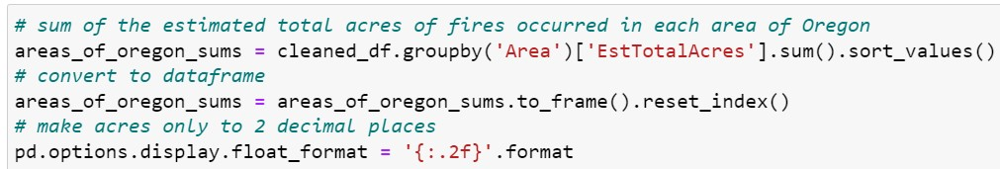 # sum of the estimated total acres of fires occurred in each area of Oregon
areas_of_oregon_sums = cleaned_df.groupby('Area')['EstTotalAcres'].sum().sort_values()
# convert to dataframe
areas_of_oregon_sums = areas_of_oregon_sums.to_frame().reset_index()
# make acres only to 2 decimal places
pd.options.display.float_format = '{:.2f}'.format